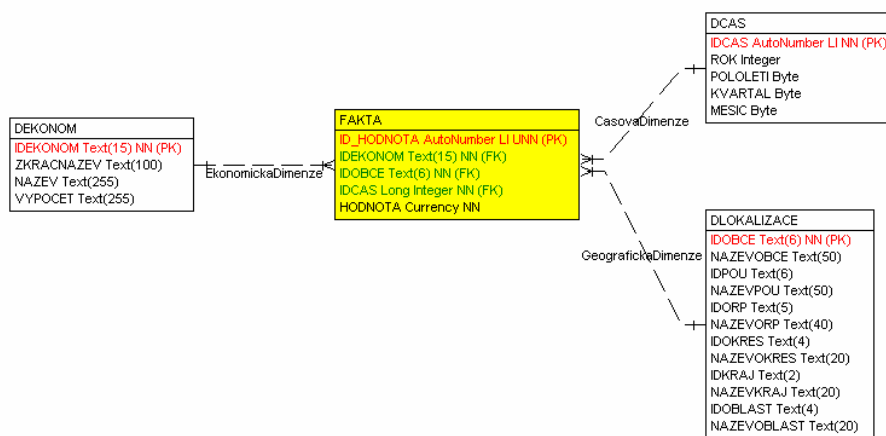 DEKONOM
IDEKONOM Text(15) NN (PK)
ZKRACNAZEV Text(100)
NAZEV Text(255)
VYPOCET Text(255)
EkonomickaDimenze
FAKTA
ID_HODNOTA AutoNumber LI UNN (PK)
IDEKONOM Text(15) NN (FK)
IDOBCE Text(6) NN (FK)
IDCAS Long Integer NN (FK)
HODNOTA Currency NN
CasovaDimenze
DCAS
IDCAS AutoNumber LI NN (PK)
ROK Integer
POLOLETI Byte
KVARTAL Byte
MESIC Byte
GeografickaDimenze
DLOKALIZACE
IDOBCE Text(6) NN (PK)
NAZEVOBCE Text(50)
IDPOU Text(6)
NAZEVPOU Text(50)
IDORP Text(5)
NAZEVORP Text(40)
IDOKRES Text(4)
NAZEVOKRES Text(20)
IDKRAJ Text(2)
NAZEVKRAJ Text(20)
IDOBLAST Text(4)
NAZEVOBLAST Text(20)